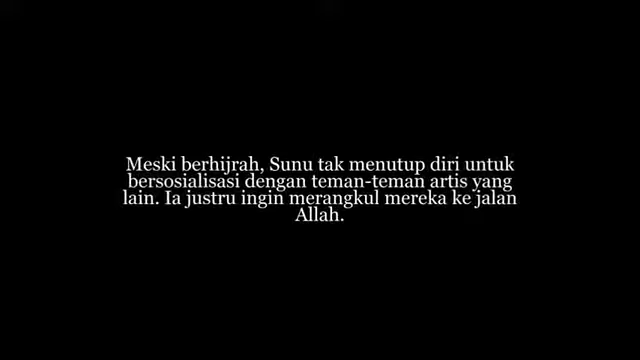 Meski berhijrah, Sunu tak menutup diri untuk
bersosialisasi dengan teman-teman artis yang
lain. Ia justru ingin merangkul mereka ke jalan
Allah.